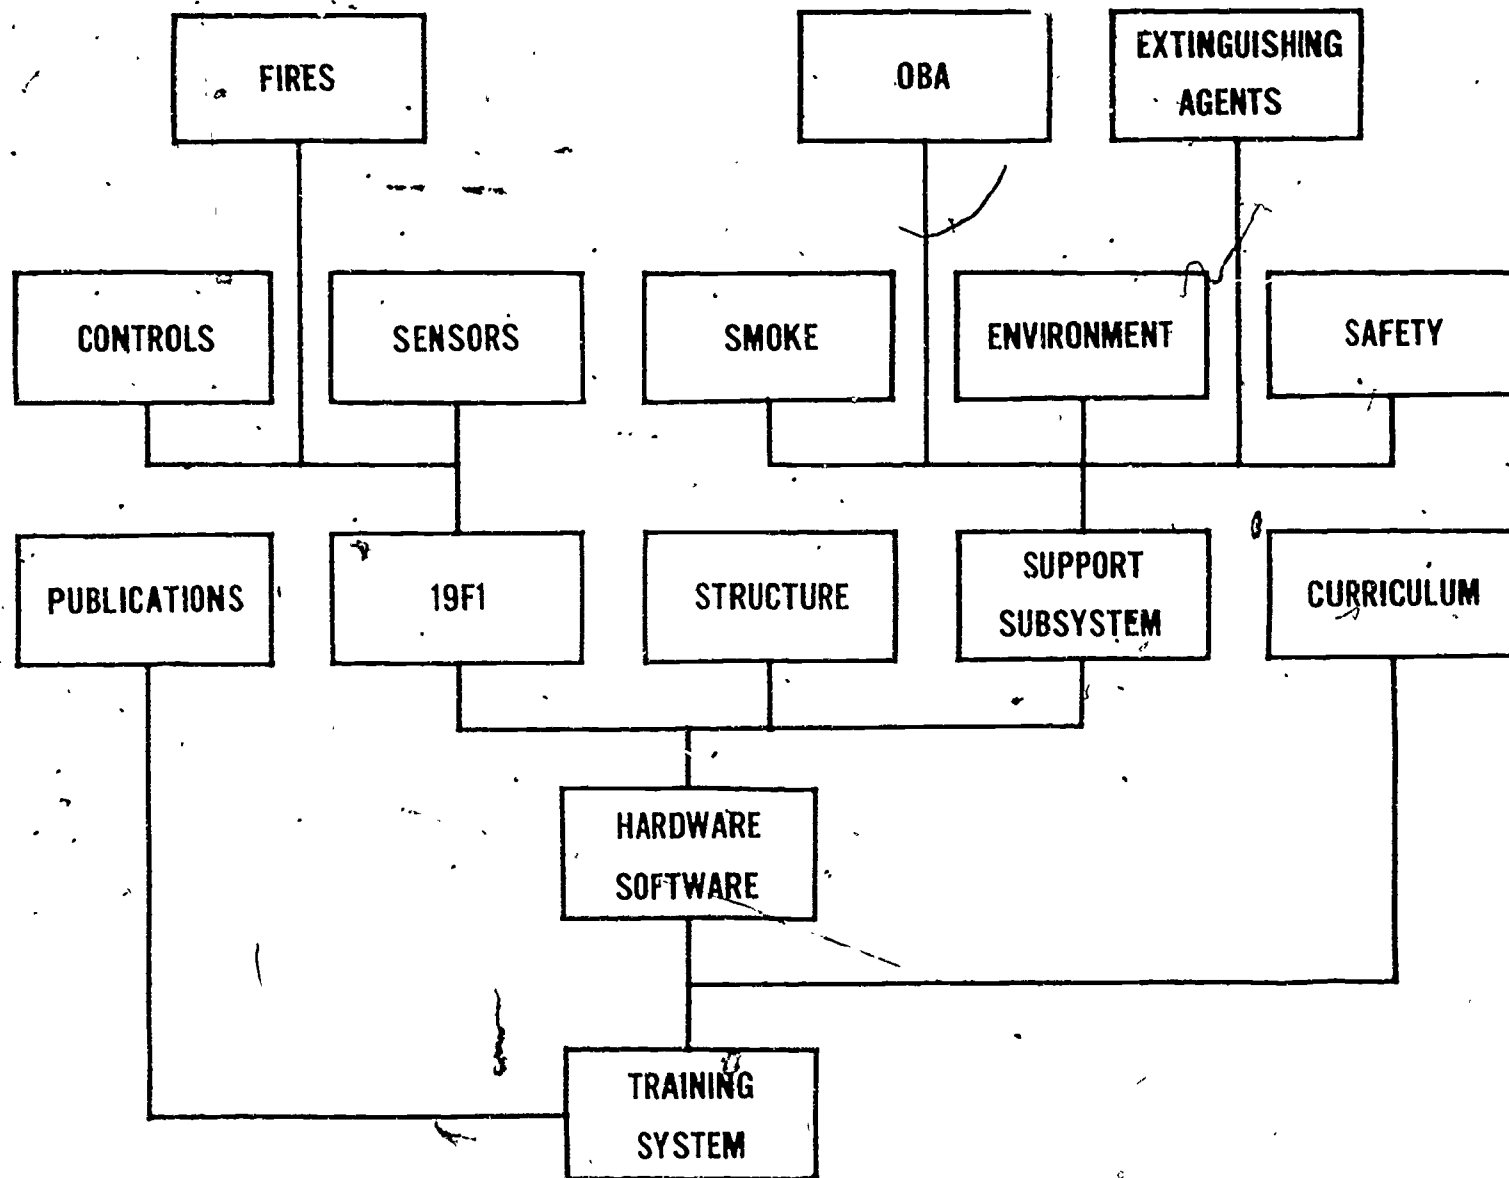 FIRES
OBA
EXTINGUISHING
AGENTS
CONTROLS
SENSORS
SMOKE
ENVIRONMENT
SAFETY
PUBLICATIONS
19F1
STRUCTURE
SUPPORT
SUBSYSTEM
CURRICULUM
HARDWARE
SOFTWARE
TRAINING
SYSTEM